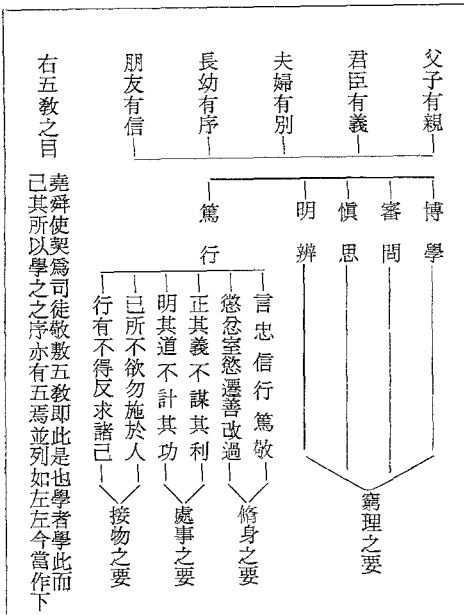 父子有親
君臣有義
夫婦有別
長幼有序
朋友有信
博學
審問
愼思
明辨
篤行
窮理之要
言忠信行篤敬
懲忿窒慾遷善改過
正其義不謀其利
明其道不計其功
己所不欲勿施於人
行有不得反求諸己
脩身之要
處事之要
接物之要
右五敎之目
堯舜使契爲司徒敬敷五敎即此是也學者學此而
已其所以學之之序亦有五焉並列如左左今當作下